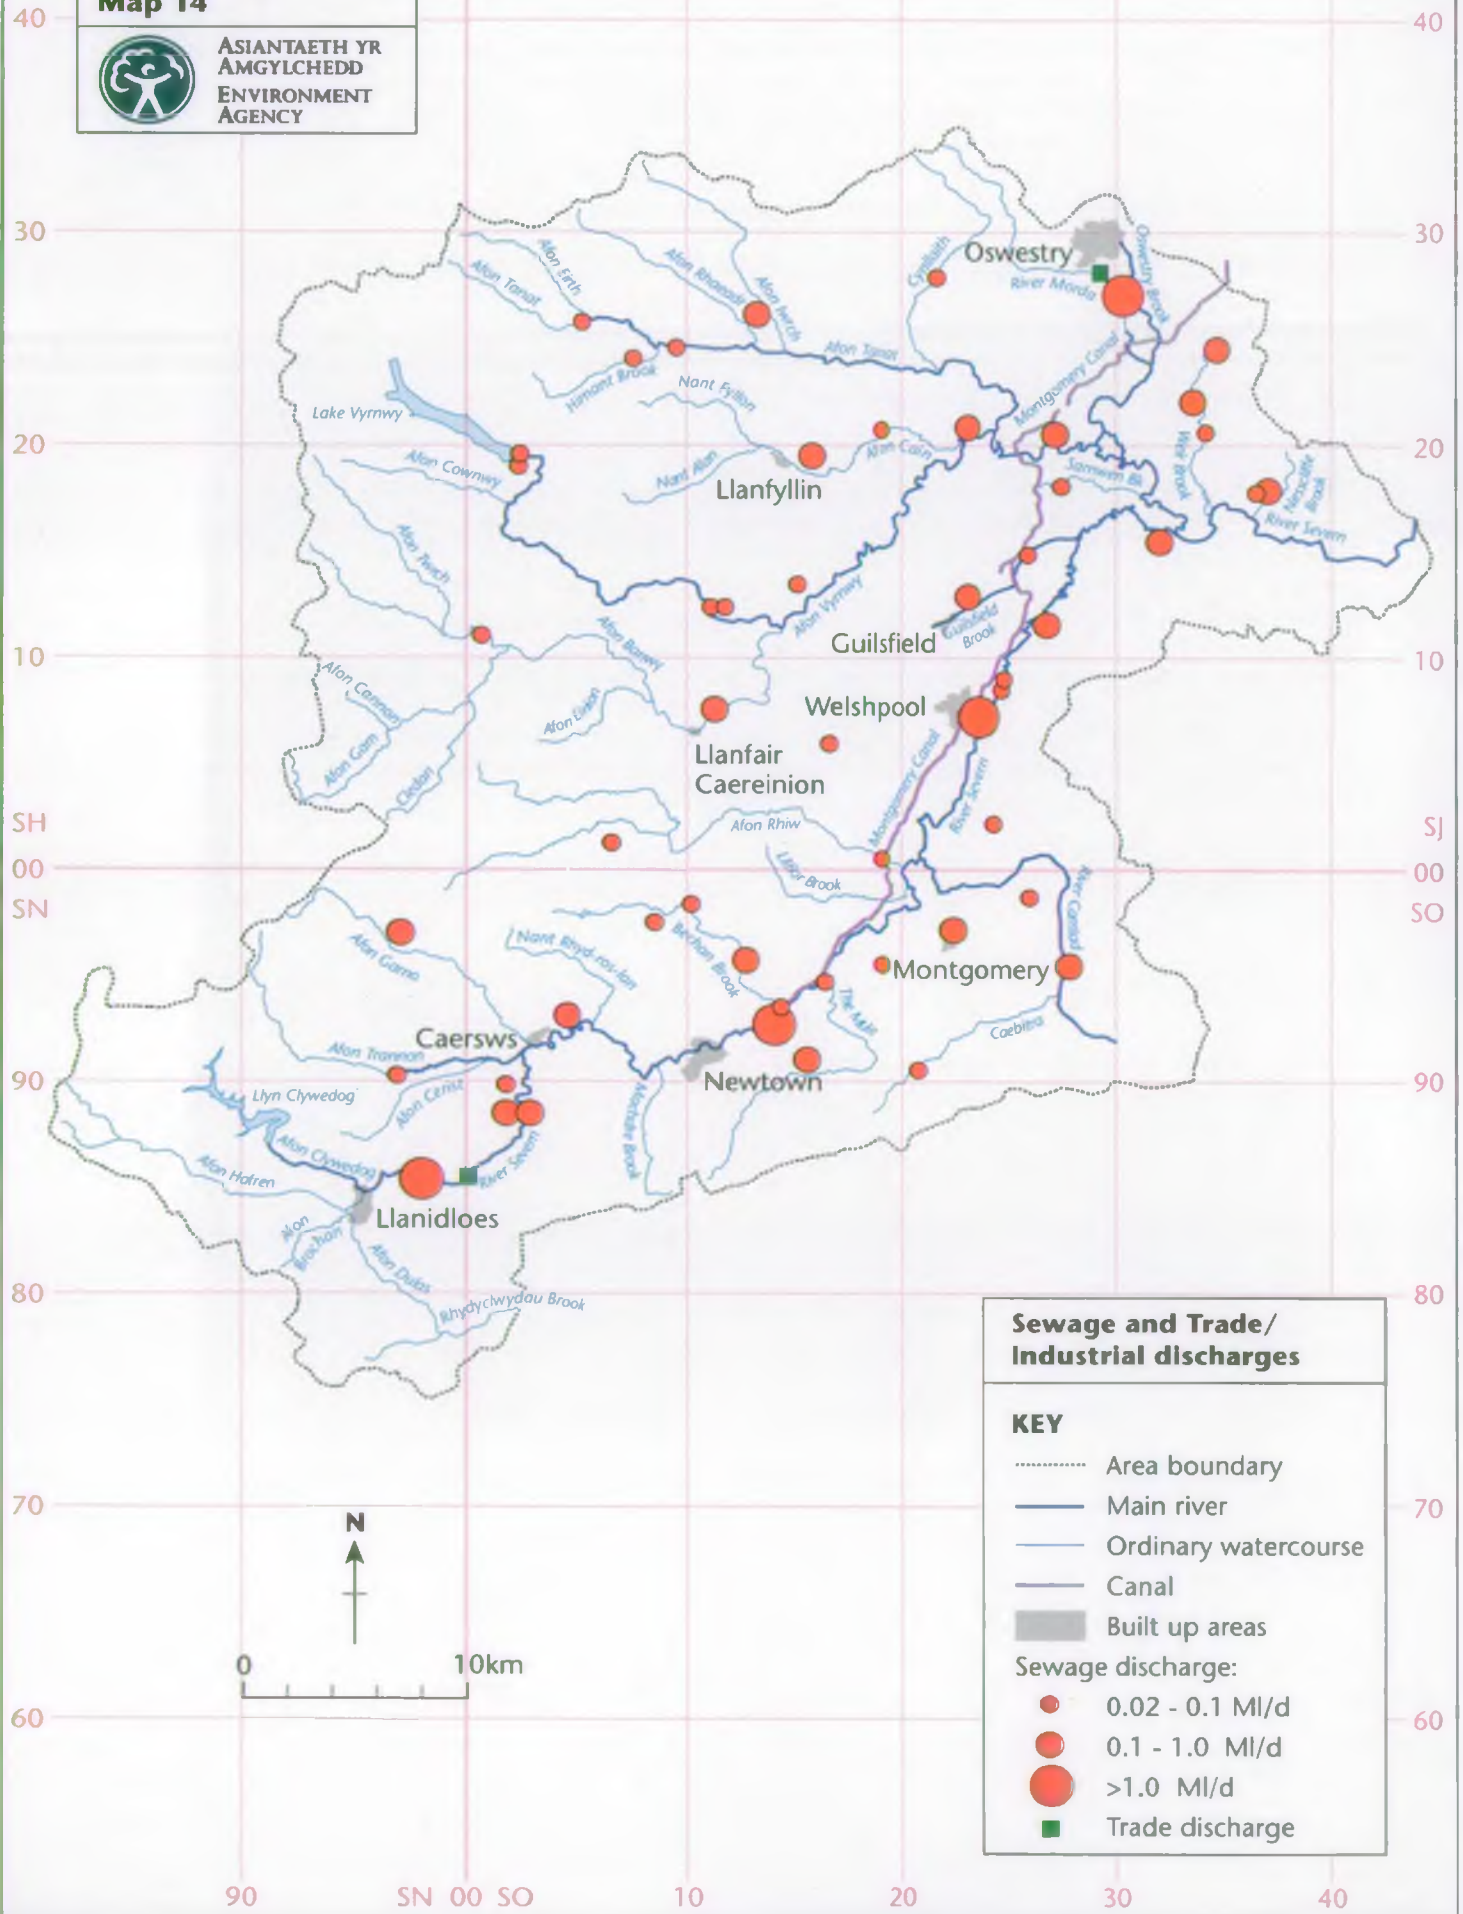 Map 14
ASIANTAETH YR
AMGYLCHEDD
ENVIRONMENT
AGENCY
40
40
30
30
20
20
10
10
SH
00
SN
SJ
00
SO
90
90
80
80
70
70
60
60
90
SN 00 SO
10
20
30
40
Oswestry
Oswestry Brook
River Morda
Cynllaith
Afon Eirth
Afon Tanat
Afon Rhaeadr
Afon Iwrch
Afon Tanat
Hirnant Brook
Nant Fyllon
Montgomery Canal
Lake Vyrnwy
Afon Cownwy
Nant Alan
Afon Cain
Llanfyllin
Sarnwen Bk
Weir Brook
Nesscliffe
Brook
River Severn
Afon Twrch
Afon Vyrnwy
Guilsfield
Guilsfield
Brook
Afon Banwy
Afon Cannon
Afon Gam
Cledan
Afon Einion
Welshpool
Llanfair
Caereinion
Montgomery Canal
River Severn
Afon Rhiw
Luggy Brook
River Camlad
Afon Garno
Nant Rhyd-ros-lan
Bechan Brook
Montgomery
The Mule
Caebitra
Caersws
Afon Trannon
Afon Cerist
Newtown
Mochdre Brook
Llyn Clywedog
Afon Clywedog
River Severn
Afon Hafren
Llanidloes
Afon
Brochan
Afon Dulas
Rhydyclwydau Brook
N
0
10km
Sewage and Trade/
Industrial discharges
KEY
Area boundary
Main river
Ordinary watercourse
Canal
Built up areas
Sewage discharge:
0.02 - 0.1 Ml/d
0.1 - 1.0 Ml/d
>1.0 Ml/d
Trade discharge